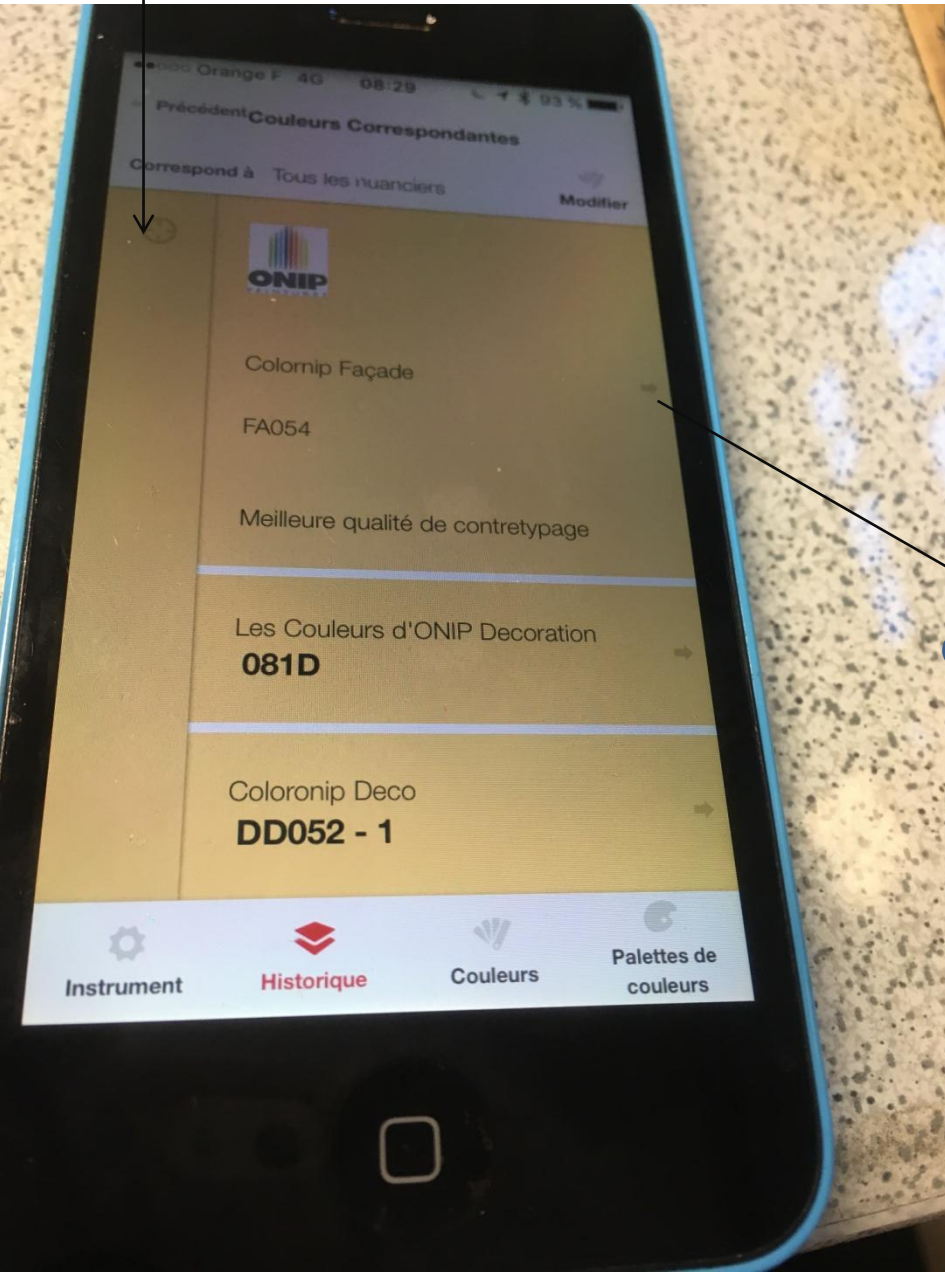 Orange F 4G 08:29 93 %
Précédent Couleurs Correspondantes
Correspond à Tous les nuanciers Modifier
ONIP
PEINTURES
Colornip Façade
FA054
Meilleure qualité de contretypage
Les Couleurs d'ONIP Decoration
081D
Coloronip Deco
DD052 - 1
Instrument Historique Couleurs Palettes de
couleurs